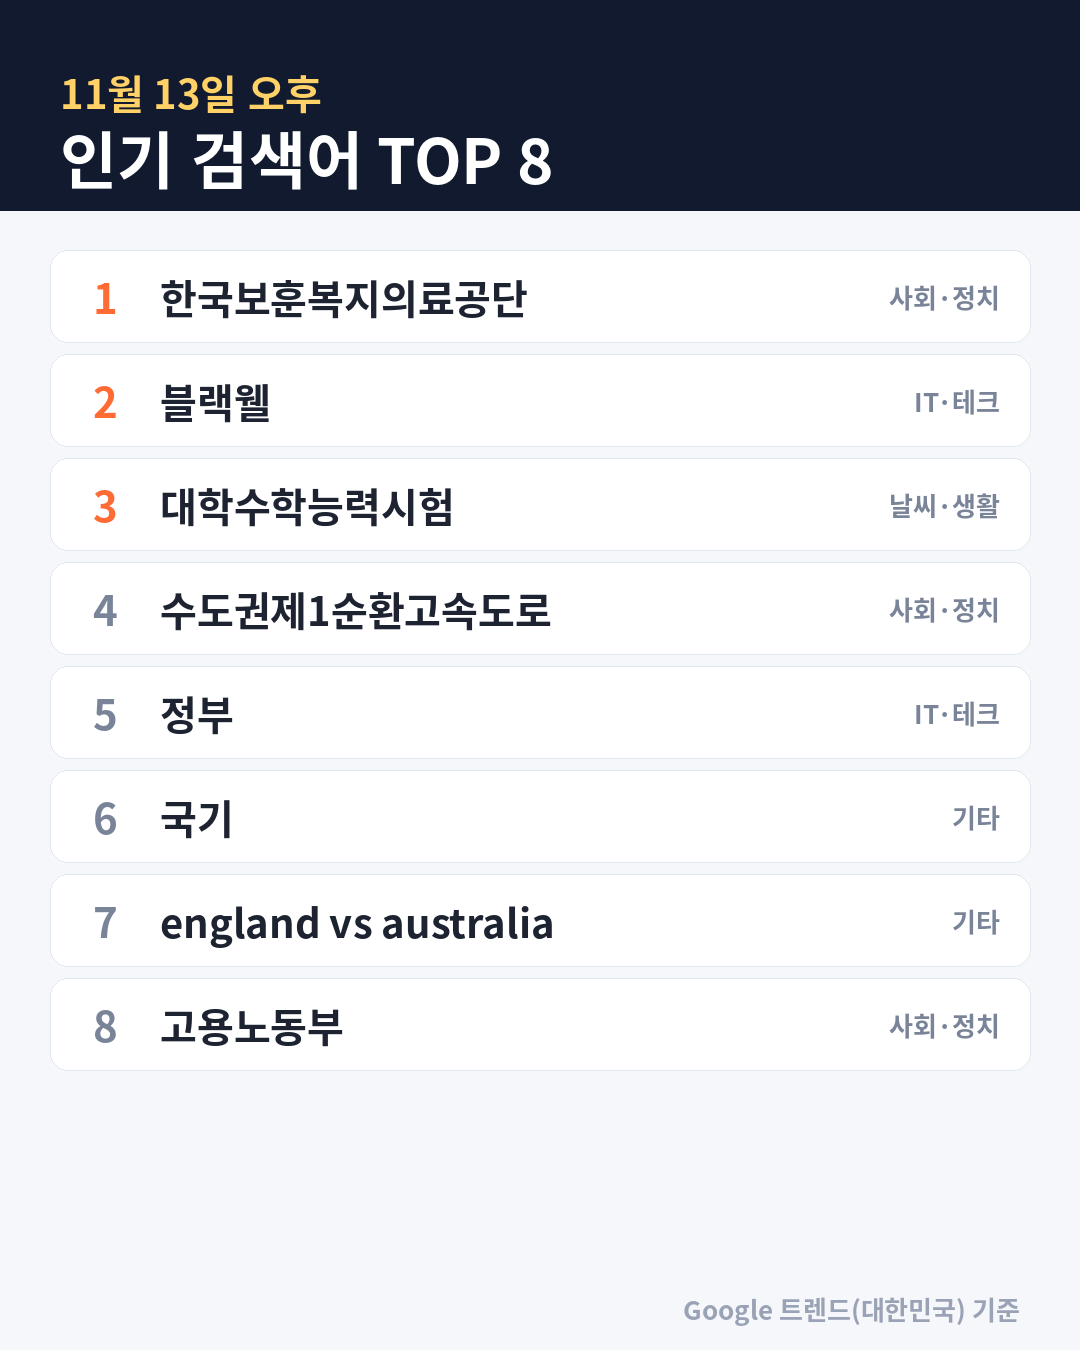 11월 13일 오후
인기 검색어 TOP 8
1 한국보훈복지의료공단 사회·정치
2 블랙웰 IT·테크
3 대학수학능력시험 날씨·생활
4 수도권제1순환고속도로 사회·정치
5 정부 IT·테크
6 국기 기타
7 england vs australia 기타
8 고용노동부 사회·정치
Google 트렌드(대한민국) 기준